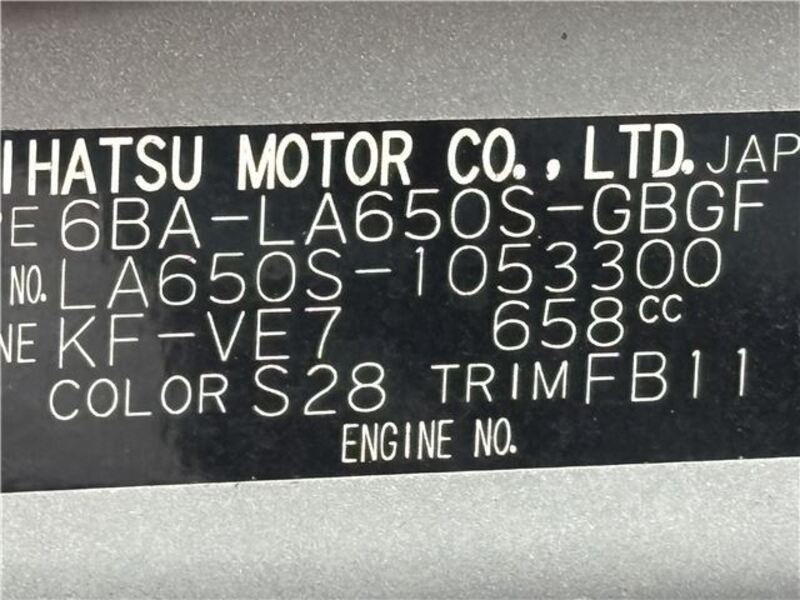 IHATSU MOTOR CO., LTD. JAP
PE 6BA-LA650S-GBGF
NO. LA650S-1053300
NE KF-VE7 658cc
COLOR S28 TRIM FB11
ENGINE NO.